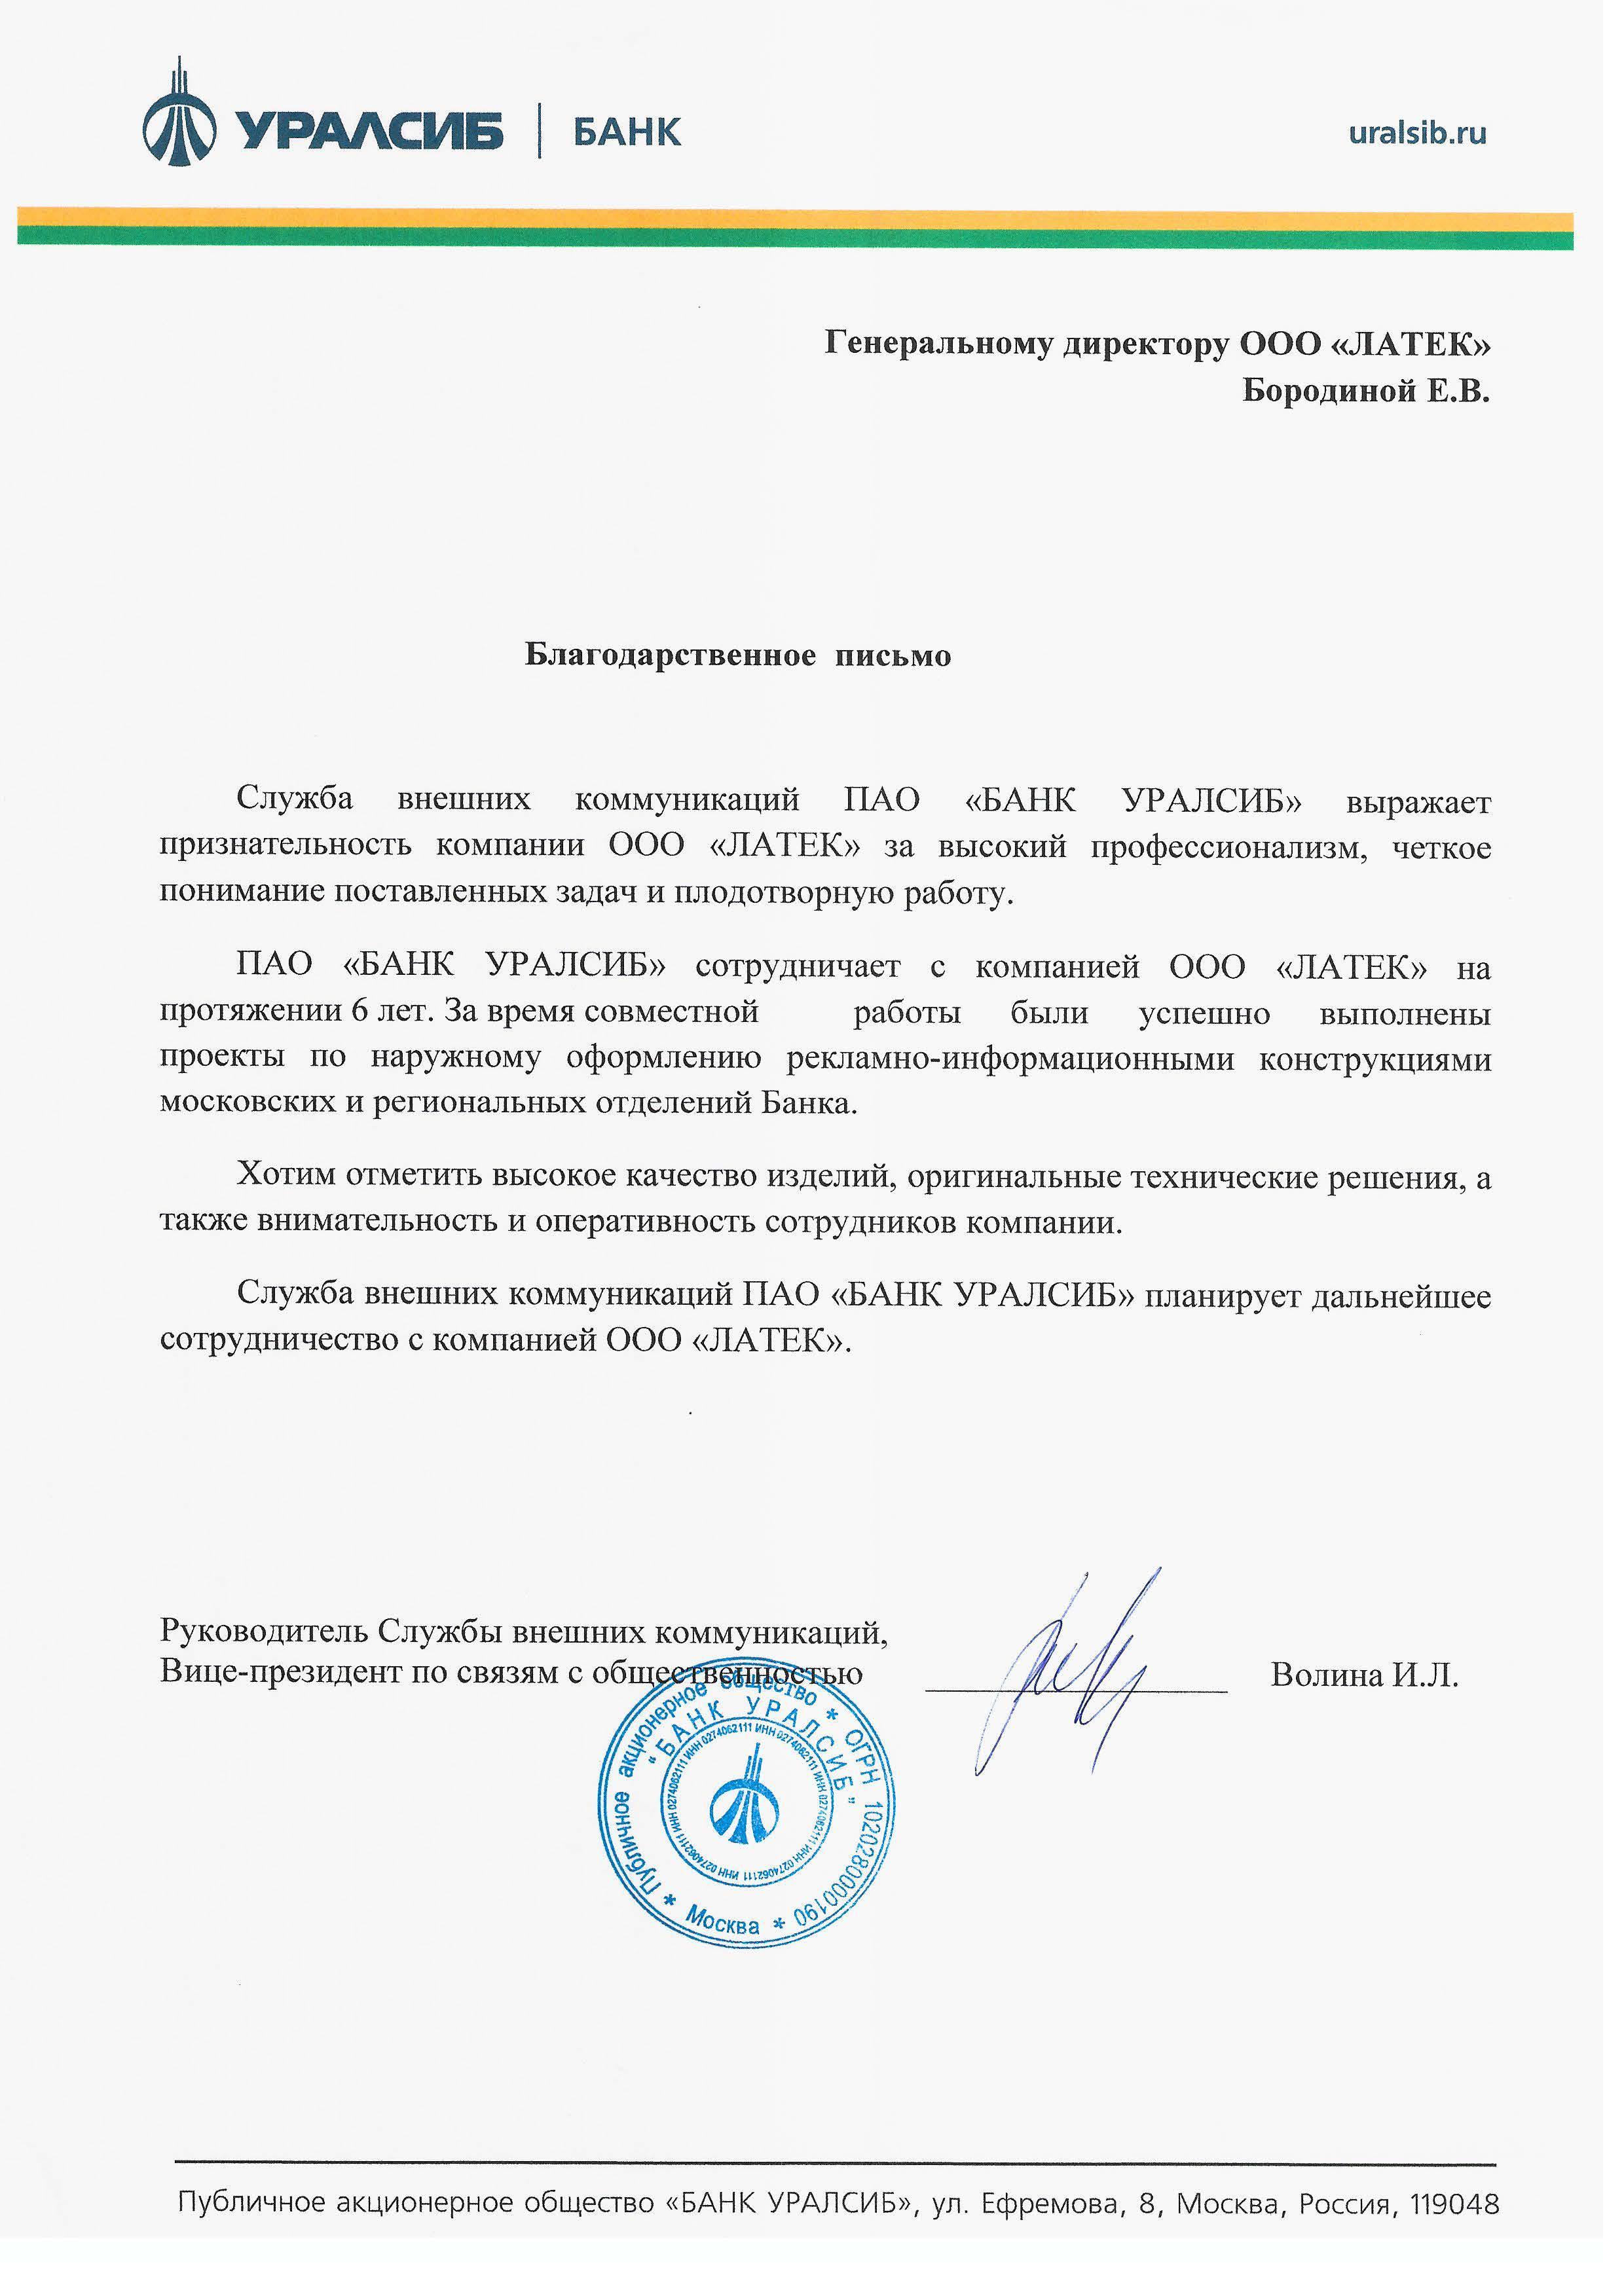 УРАЛСИБ БАНК uralsib.ru
Генеральному директору ООО «ЛАТЕК»
Бородиной Е.В.
Благодарственное письмо
Служба внешних коммуникаций ПАО «БАНК УРАЛСИБ» выражает
признательность компании ООО «ЛАТЕК» за высокий профессионализм, четкое
понимание поставленных задач и плодотворную работу.
ПАО «БАНК УРАЛСИБ» сотрудничает с компанией ООО «ЛАТЕК» на
протяжении 6 лет. За время совместной работы были успешно выполнены
проекты по наружному оформлению рекламно-информационными конструкциями
московских и региональных отделений Банка.
Хотим отметить высокое качество изделий, оригинальные технические решения, а
также внимательность и оперативность сотрудников компании.
Служба внешних коммуникаций ПАО «БАНК УРАЛСИБ» планирует дальнейшее
сотрудничество с компанией ООО «ЛАТЕК».
Руководитель Службы внешних коммуникаций,
Вице-президент по связям с общественностью Волина И.Л.
* Публичное акционерное общество * ОГРН 1020280000190 * Москва
"БАНК УРАЛСИБ"
ИНН 0274062111 ИНН 0274062111 ИНН 0274062111 ИНН 0274062111 ИНН 0274062111 ИНН 0274062111
Публичное акционерное общество «БАНК УРАЛСИБ», ул. Ефремова, 8, Москва, Россия, 119048